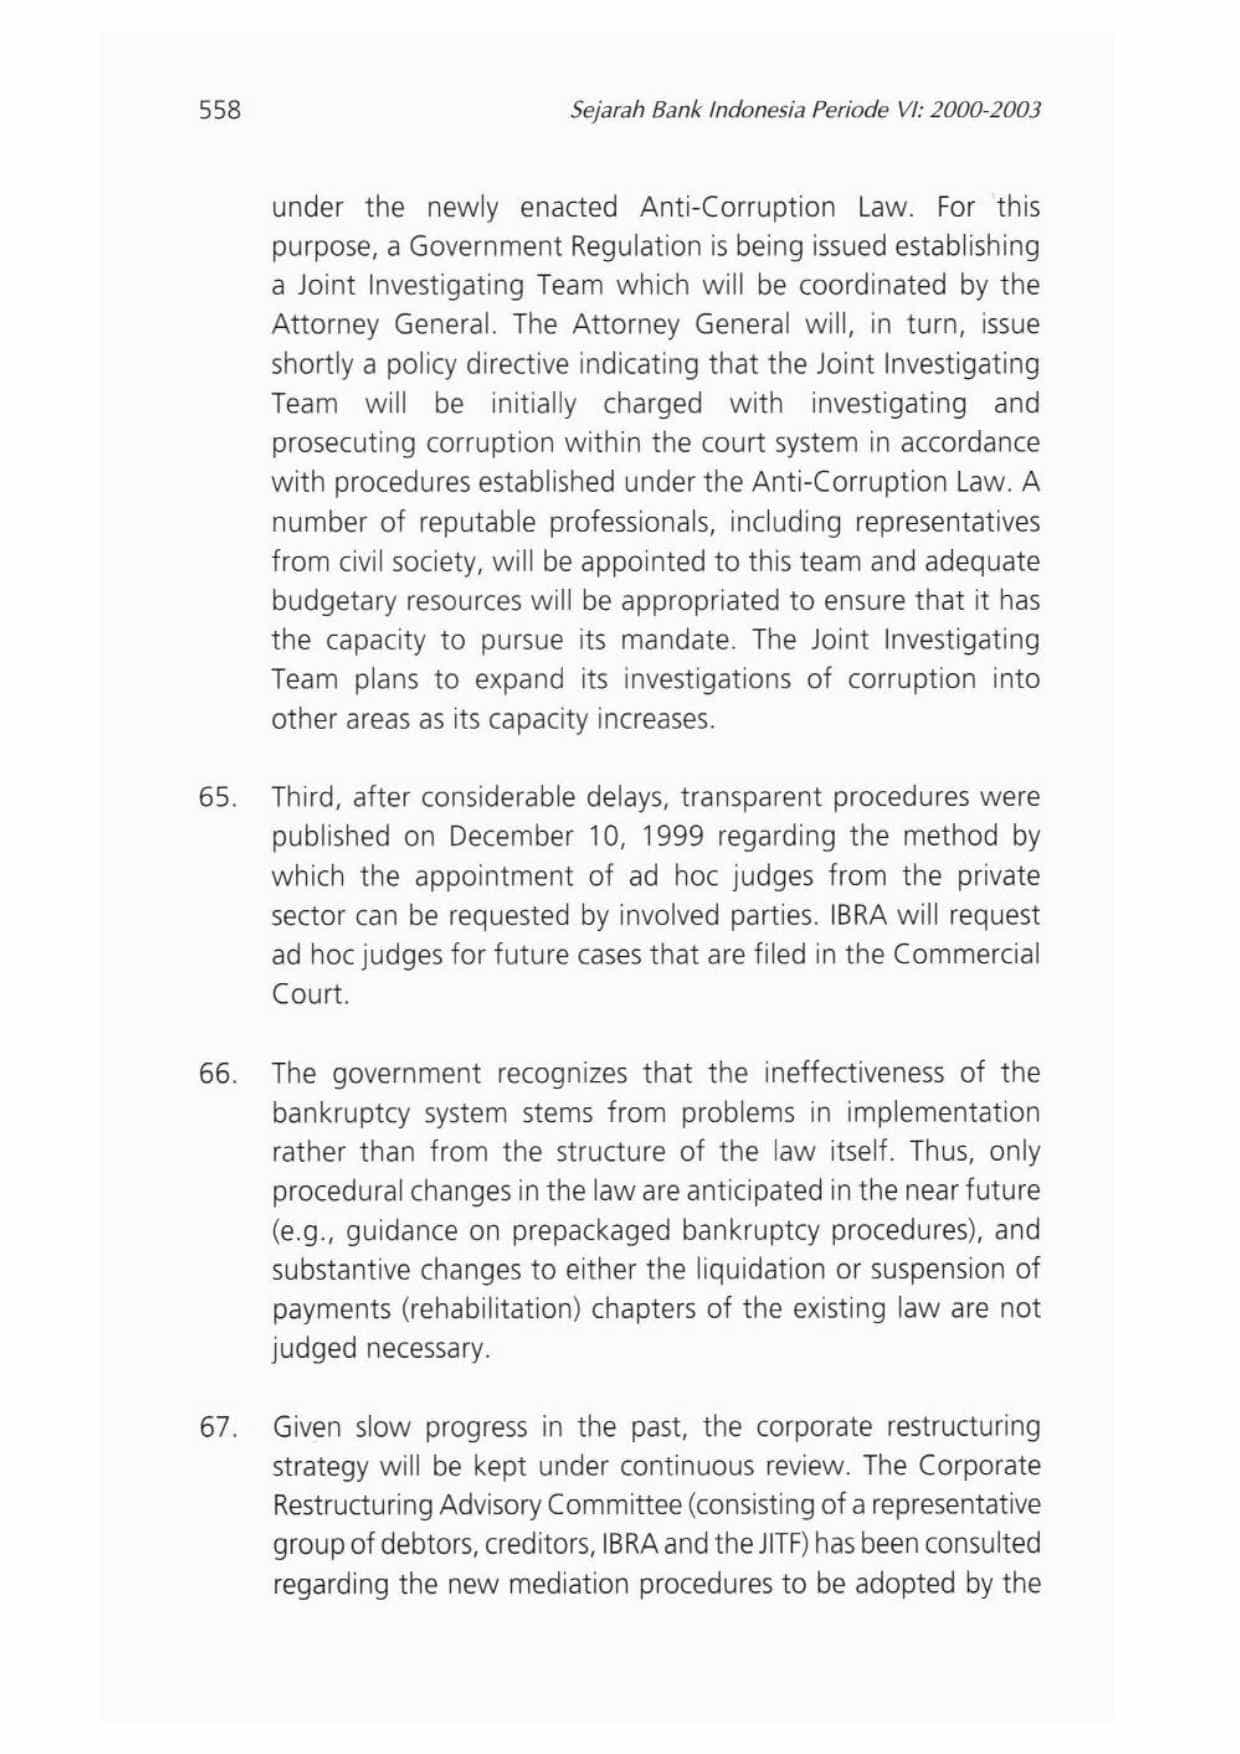 558
Sejarah Bank Indonesia Periode VI: 2000-2003
under the newly enacted Anti-Corruption Law. For this
purpose, a Government Regulation is being issued establishing
a Joint Investigating Team which will be coordinated by the
Attorney General. The Attorney General will, in turn, issue
shortly a policy directive indicating that the Joint Investigating
Team will be initially charged with investigating and
prosecuting corruption within the court system in accordance
with procedures established under the Anti-Corruption Law. A
number of reputable professionals, including representatives
from civil society, will be appointed to this team and adequate
budgetary resources will be appropriated to ensure that it has
the capacity to pursue its mandate. The Joint Investigating
Team plans to expand its investigations of corruption into
other areas as its capacity increases.
65. Third, after considerable delays, transparent procedures were
published on December 10, 1999 regarding the method by
which the appointment of ad hoc judges from the private
sector can be requested by involved parties. IBRA will request
ad hoc judges for future cases that are filed in the Commercial
Court.
66. The government recognizes that the ineffectiveness of the
bankruptcy system stems from problems in implementation
rather than from the structure of the law itself. Thus, only
procedural changes in the law are anticipated in the near future
(e.g., guidance on prepackaged bankruptcy procedures), and
substantive changes to either the liquidation or suspension of
payments (rehabilitation) chapters of the existing law are not
judged necessary.
67. Given slow progress in the past, the corporate restructuring
strategy will be kept under continuous review. The Corporate
Restructuring Advisory Committee (consisting of a representative
group of debtors, creditors, IBRA and the JITF) has been consulted
regarding the new mediation procedures to be adopted by the